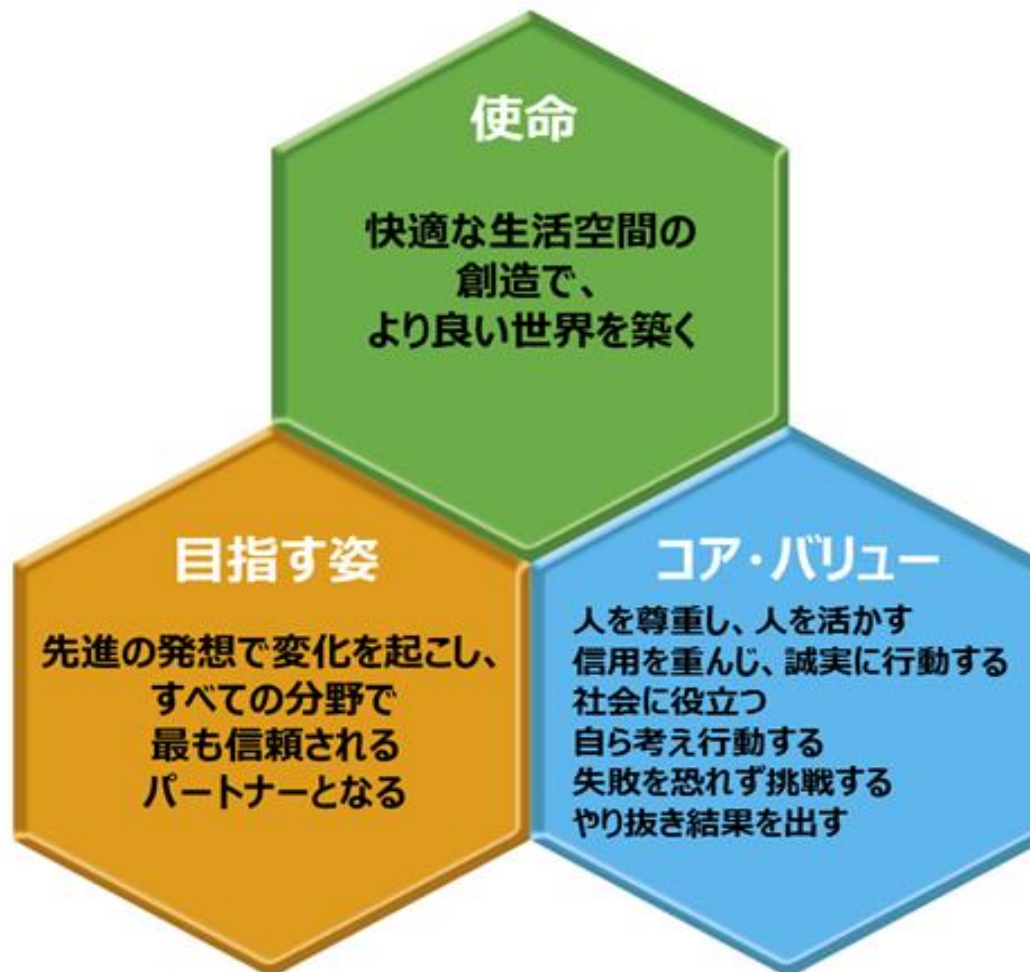 使命
快適な生活空間の
創造で、
より良い世界を築く
目指す姿
先進の発想で変化を起こし、
すべての分野で
最も信頼される
パートナーとなる
コア・バリュー
人を尊重し、人を活かす
信用を重んじ、誠実に行動する
社会に役立つ
自ら考え行動する
失敗を恐れず挑戦する
やり抜き結果を出す